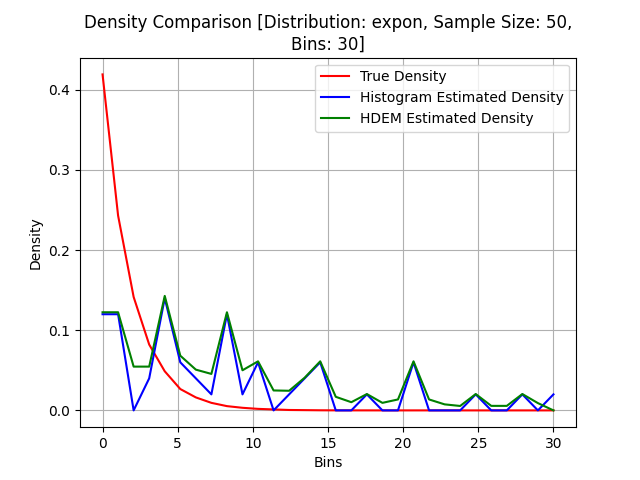 Density Comparison [Distribution: expon, Sample Size: 50,
Bins: 30]
True Density
Histogram Estimated Density
HDEM Estimated Density
Density
0.4
0.3
0.2
0.1
0.0
0 5 10 15 20 25 30
Bins